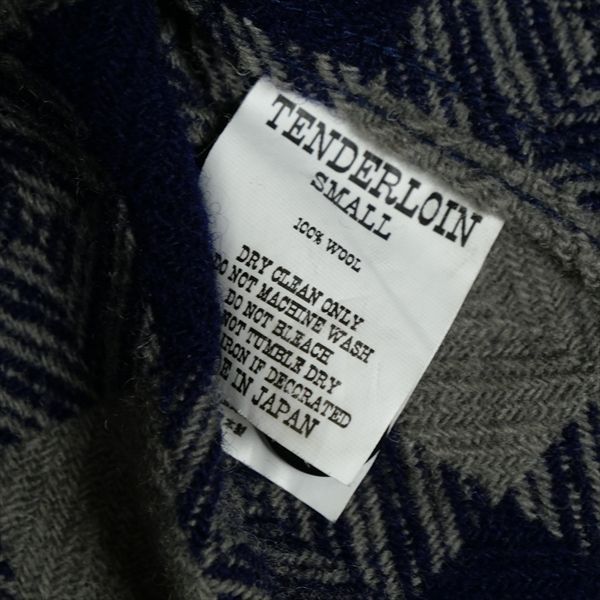 TENDERLOIN
SMALL
100% WOOL
DRY CLEAN ONLY
DO NOT MACHINE WASH
DO NOT BLEACH
NOT TUMBLE DRY
IRON IF DECORATED
IN JAPAN